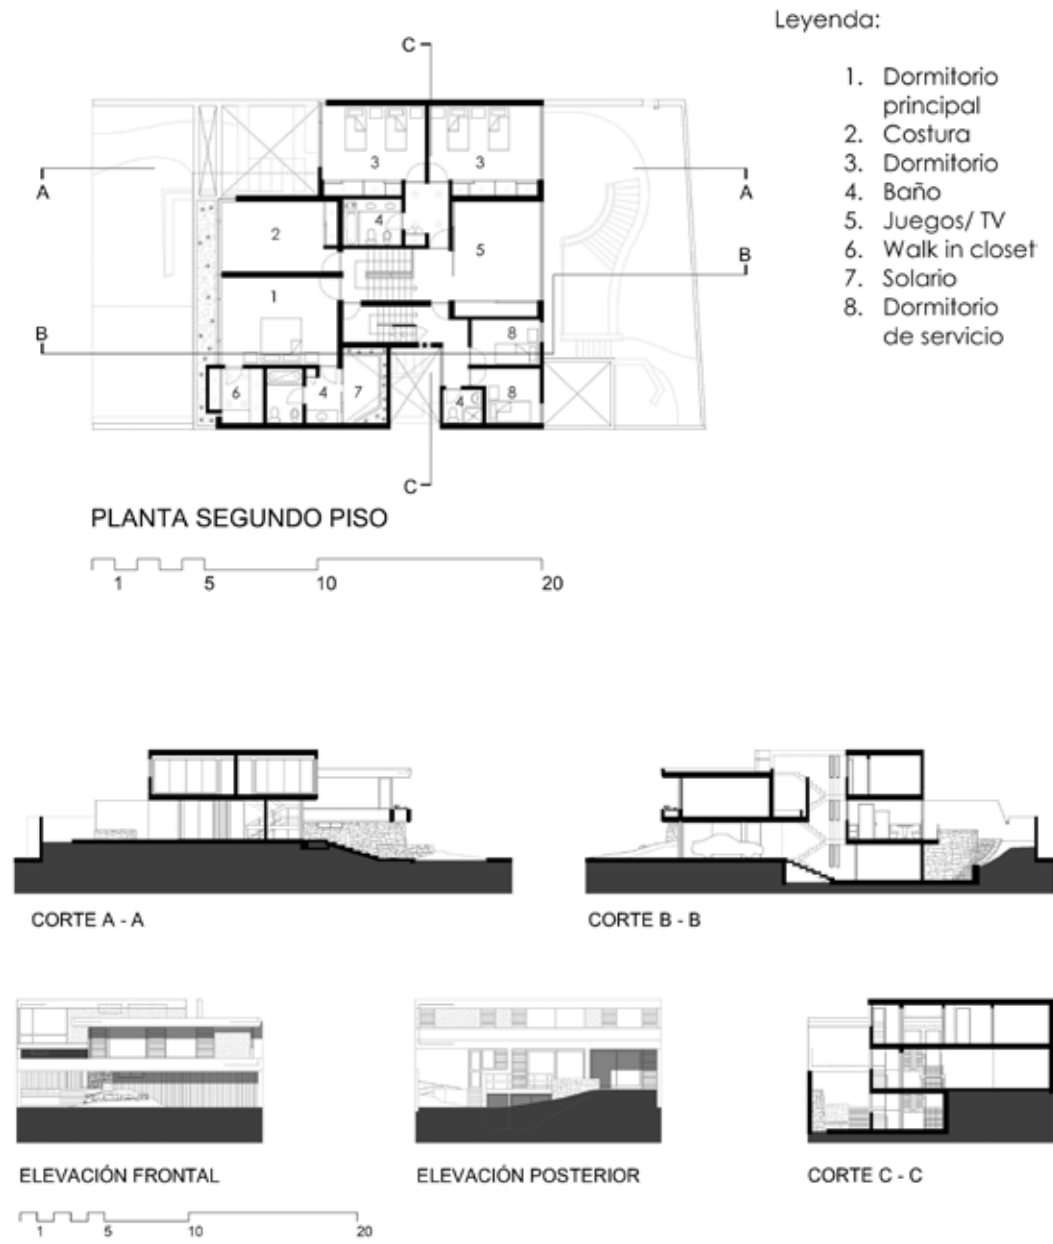 Leyenda:
1. Dormitorio
principal
2. Costura
3. Dormitorio
4. Baño
5. Juegos/ TV
6. Walk in closet
7. Solario
8. Dormitorio
de servicio
C
A
A
B
B
C
3
3
4
2
5
1
8
6
4
7
4
8
PLANTA SEGUNDO PISO
1 5 10 20
CORTE A - A
CORTE B - B
ELEVACIÓN FRONTAL
ELEVACIÓN POSTERIOR
CORTE C - C
1 5 10 20